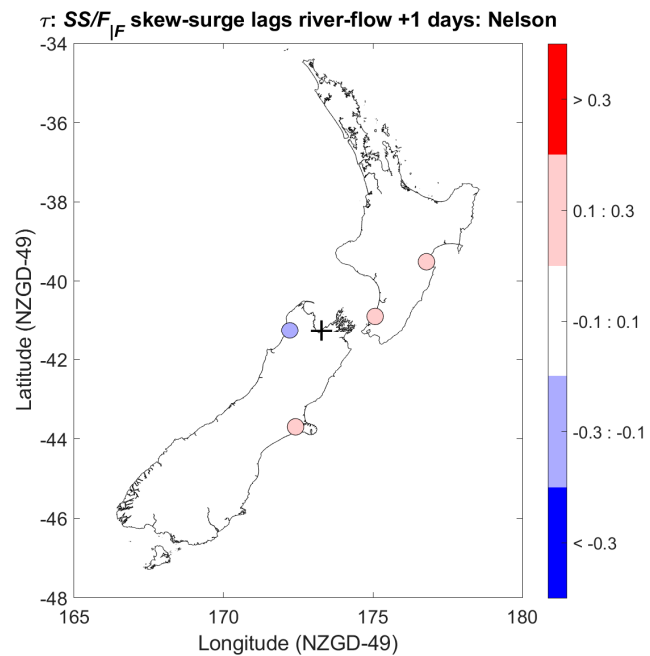 τ: SS/F|F skew-surge lags river-flow +1 days: Nelson
-34
-36
-38
-40
-42
-44
-46
-48
165
170
175
180
Latitude (NZGD-49)
Longitude (NZGD-49)
> 0.3
0.1 : 0.3
-0.1 : 0.1
-0.3 : -0.1
< -0.3